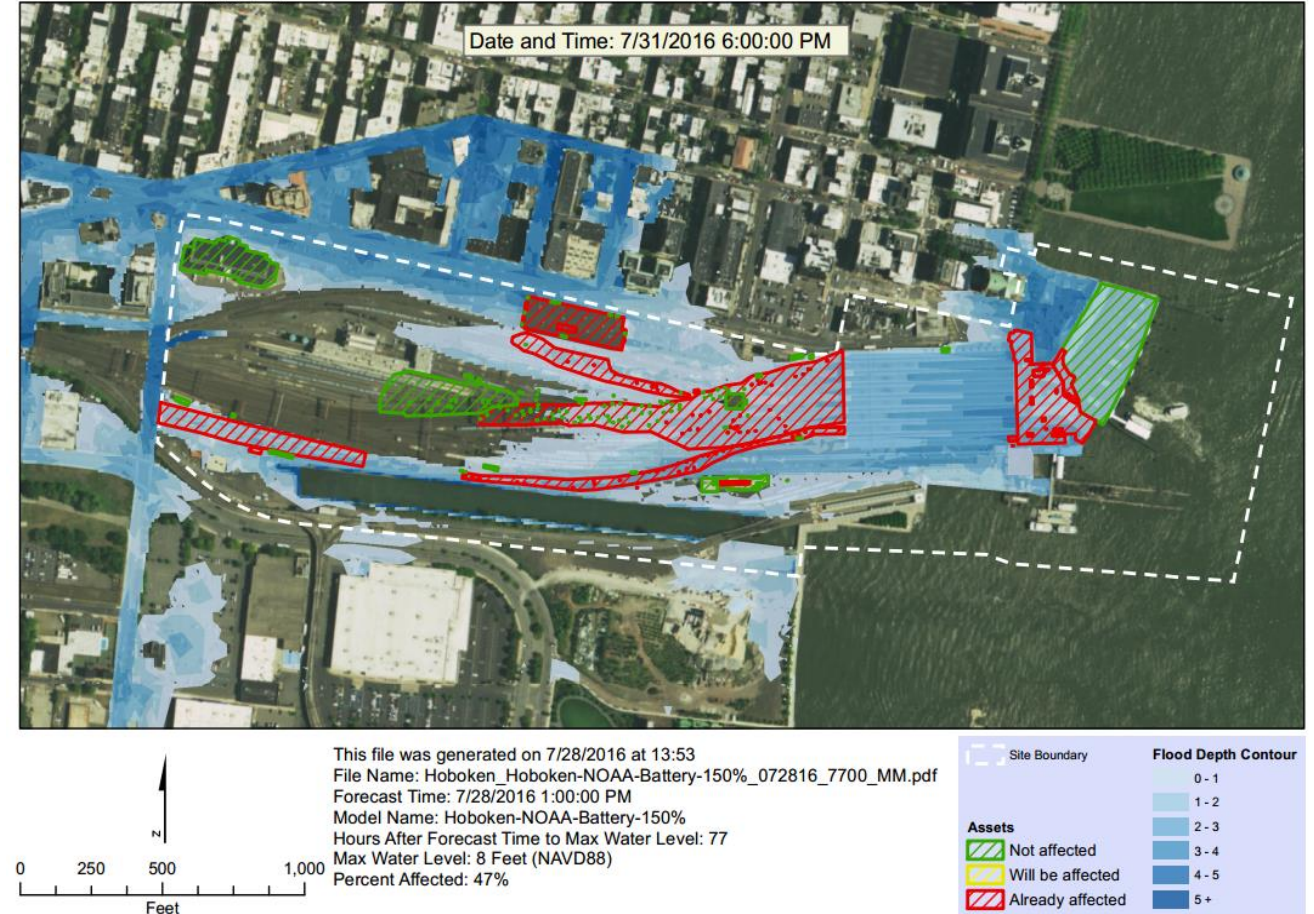 Date and Time: 7/31/2016 6:00:00 PM
This file was generated on 7/28/2016 at 13:53
File Name: Hoboken_Hoboken-NOAA-Battery-150%_072816_7700_MM.pdf
Forecast Time: 7/28/2016 1:00:00 PM
Model Name: Hoboken-NOAA-Battery-150%
Hours After Forecast Time to Max Water Level: 77
Max Water Level: 8 Feet (NAVD88)
Percent Affected: 47%
N
0 250 500 1,000
Feet
Site Boundary
Assets
Not affected
Will be affected
Already affected
Flood Depth Contour
0 - 1
1 - 2
2 - 3
3 - 4
4 - 5
5 +